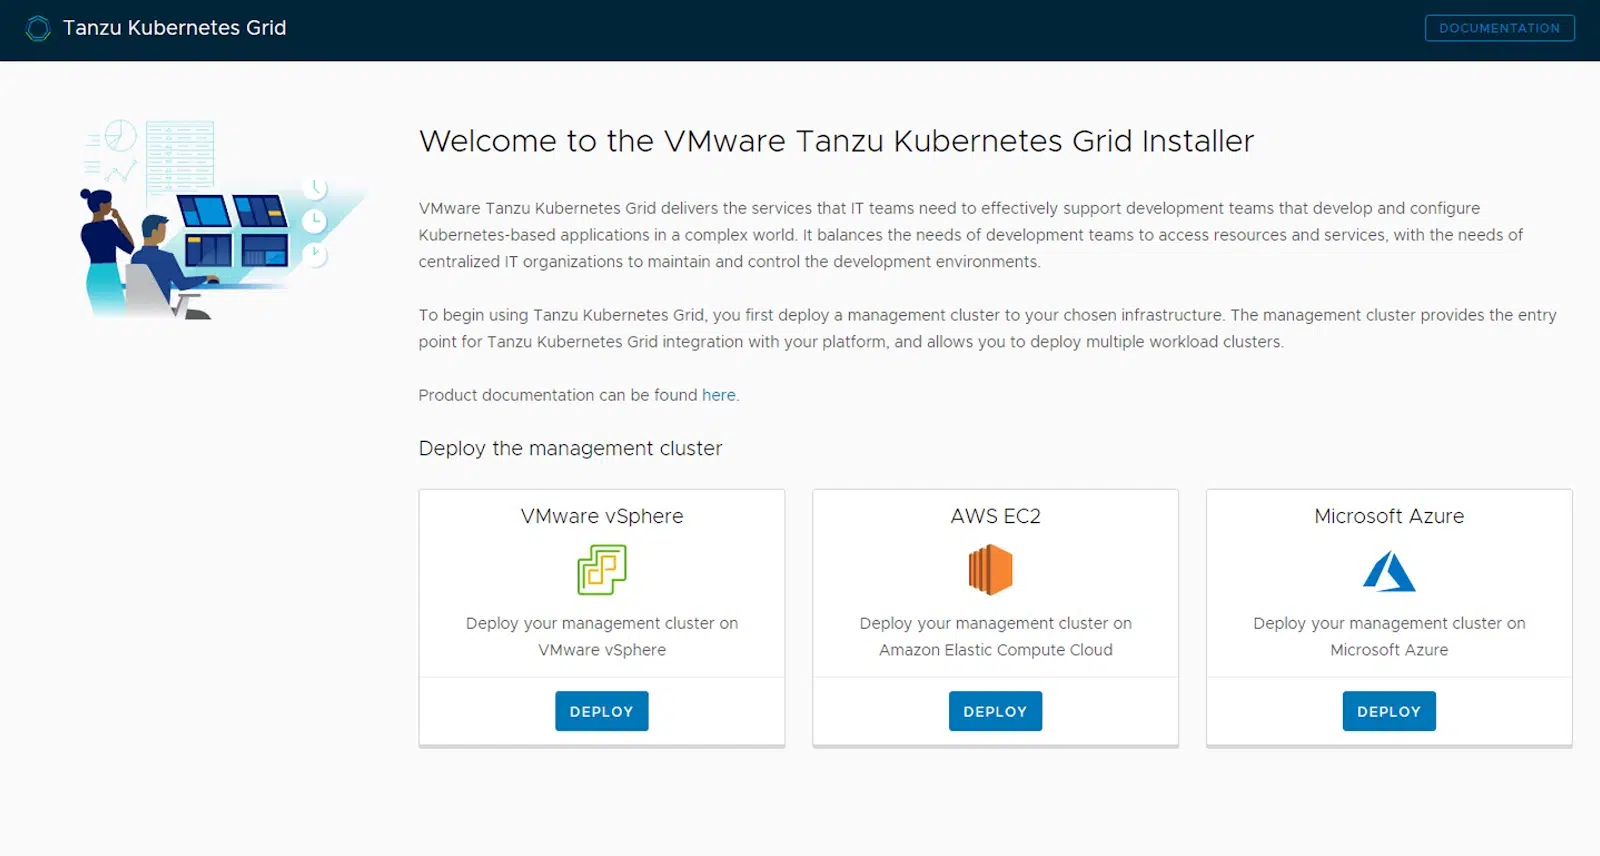 Tanzu Kubernetes Grid
DOCUMENTATION
Welcome to the VMware Tanzu Kubernetes Grid Installer
VMware Tanzu Kubernetes Grid delivers the services that IT teams need to effectively support development teams that develop and configure
Kubernetes-based applications in a complex world. It balances the needs of development teams to access resources and services, with the needs of
centralized IT organizations to maintain and control the development environments.
To begin using Tanzu Kubernetes Grid, you first deploy a management cluster to your chosen infrastructure. The management cluster provides the entry
point for Tanzu Kubernetes Grid integration with your platform, and allows you to deploy multiple workload clusters.
Product documentation can be found here.
Deploy the management cluster
VMware vSphere
Deploy your management cluster on
VMware vSphere
DEPLOY
AWS EC2
Deploy your management cluster on
Amazon Elastic Compute Cloud
DEPLOY
Microsoft Azure
Deploy your management cluster on
Microsoft Azure
DEPLOY